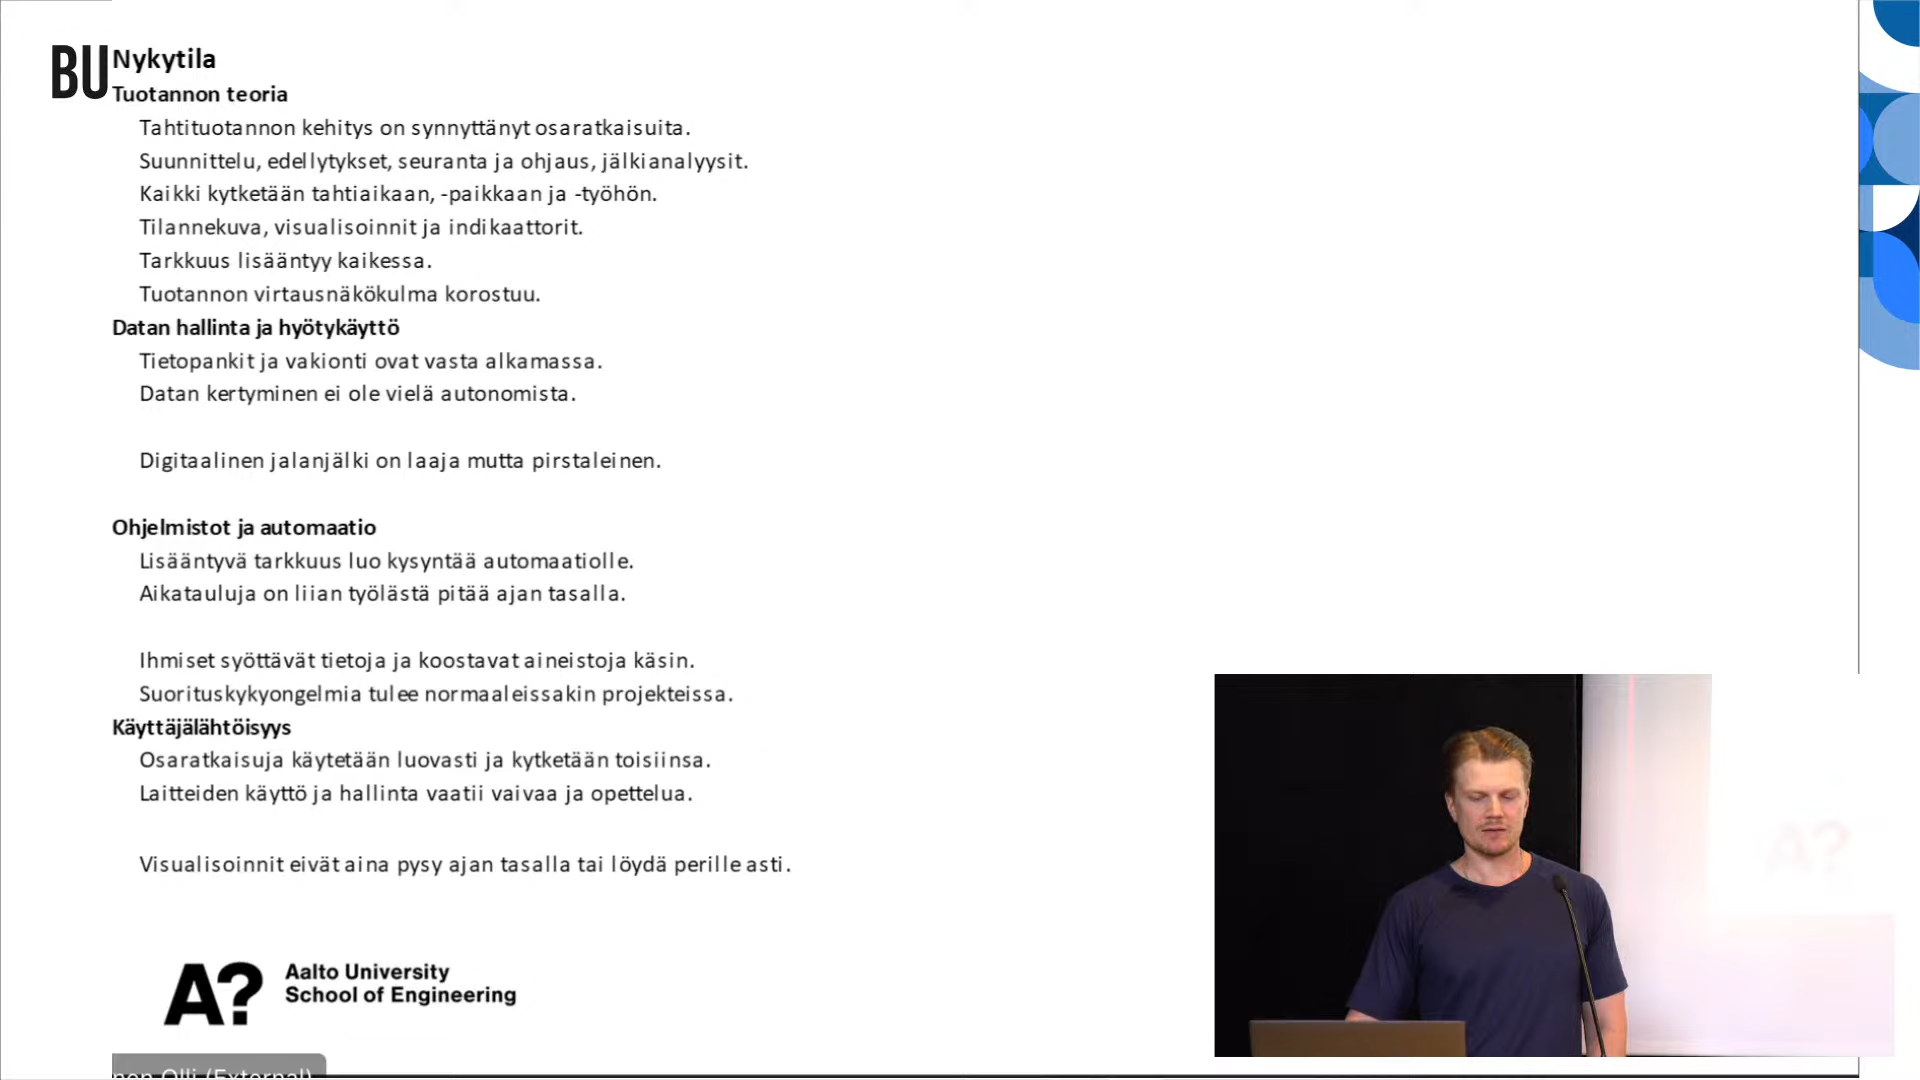 BU
Nykytila
Tuotannon teoria
Tahtituotannon kehitys on synnyttänyt osaratkaisuita.
Suunnittelu, edellytykset, seuranta ja ohjaus, jälkianalyysit.
Kaikki kytketään tahtiaikaan, -paikkaan ja -työhön.
Tilannekuva, visualisoinnit ja indikaattorit.
Tarkkuus lisääntyy kaikessa.
Tuotannon virtausnäkökulma korostuu.
Datan hallinta ja hyötykäyttö
Tietopankit ja vakionti ovat vasta alkamassa.
Datan kertyminen ei ole vielä autonomista.
Digitaalinen jalanjälki on laaja mutta pirstaleinen.
Ohjelmistot ja automaatio
Lisääntyvä tarkkuus luo kysyntää automaatiolle.
Aikatauluja on liian työlästä pitää ajan tasalla.
Ihmiset syöttävät tietoja ja koostavat aineistoja käsin.
Suorituskykyongelmia tulee normaaleissakin projekteissa.
Käyttäjälähtöisyys
Osaratkaisuja käytetään luovasti ja kytketään toisiinsa.
Laitteiden käyttö ja hallinta vaatii vaivaa ja opettelua.
Visualisoinnit eivät aina pysy ajan tasalla tai löydä perille asti.
A? Aalto University
School of Engineering
Olli (External)
A?